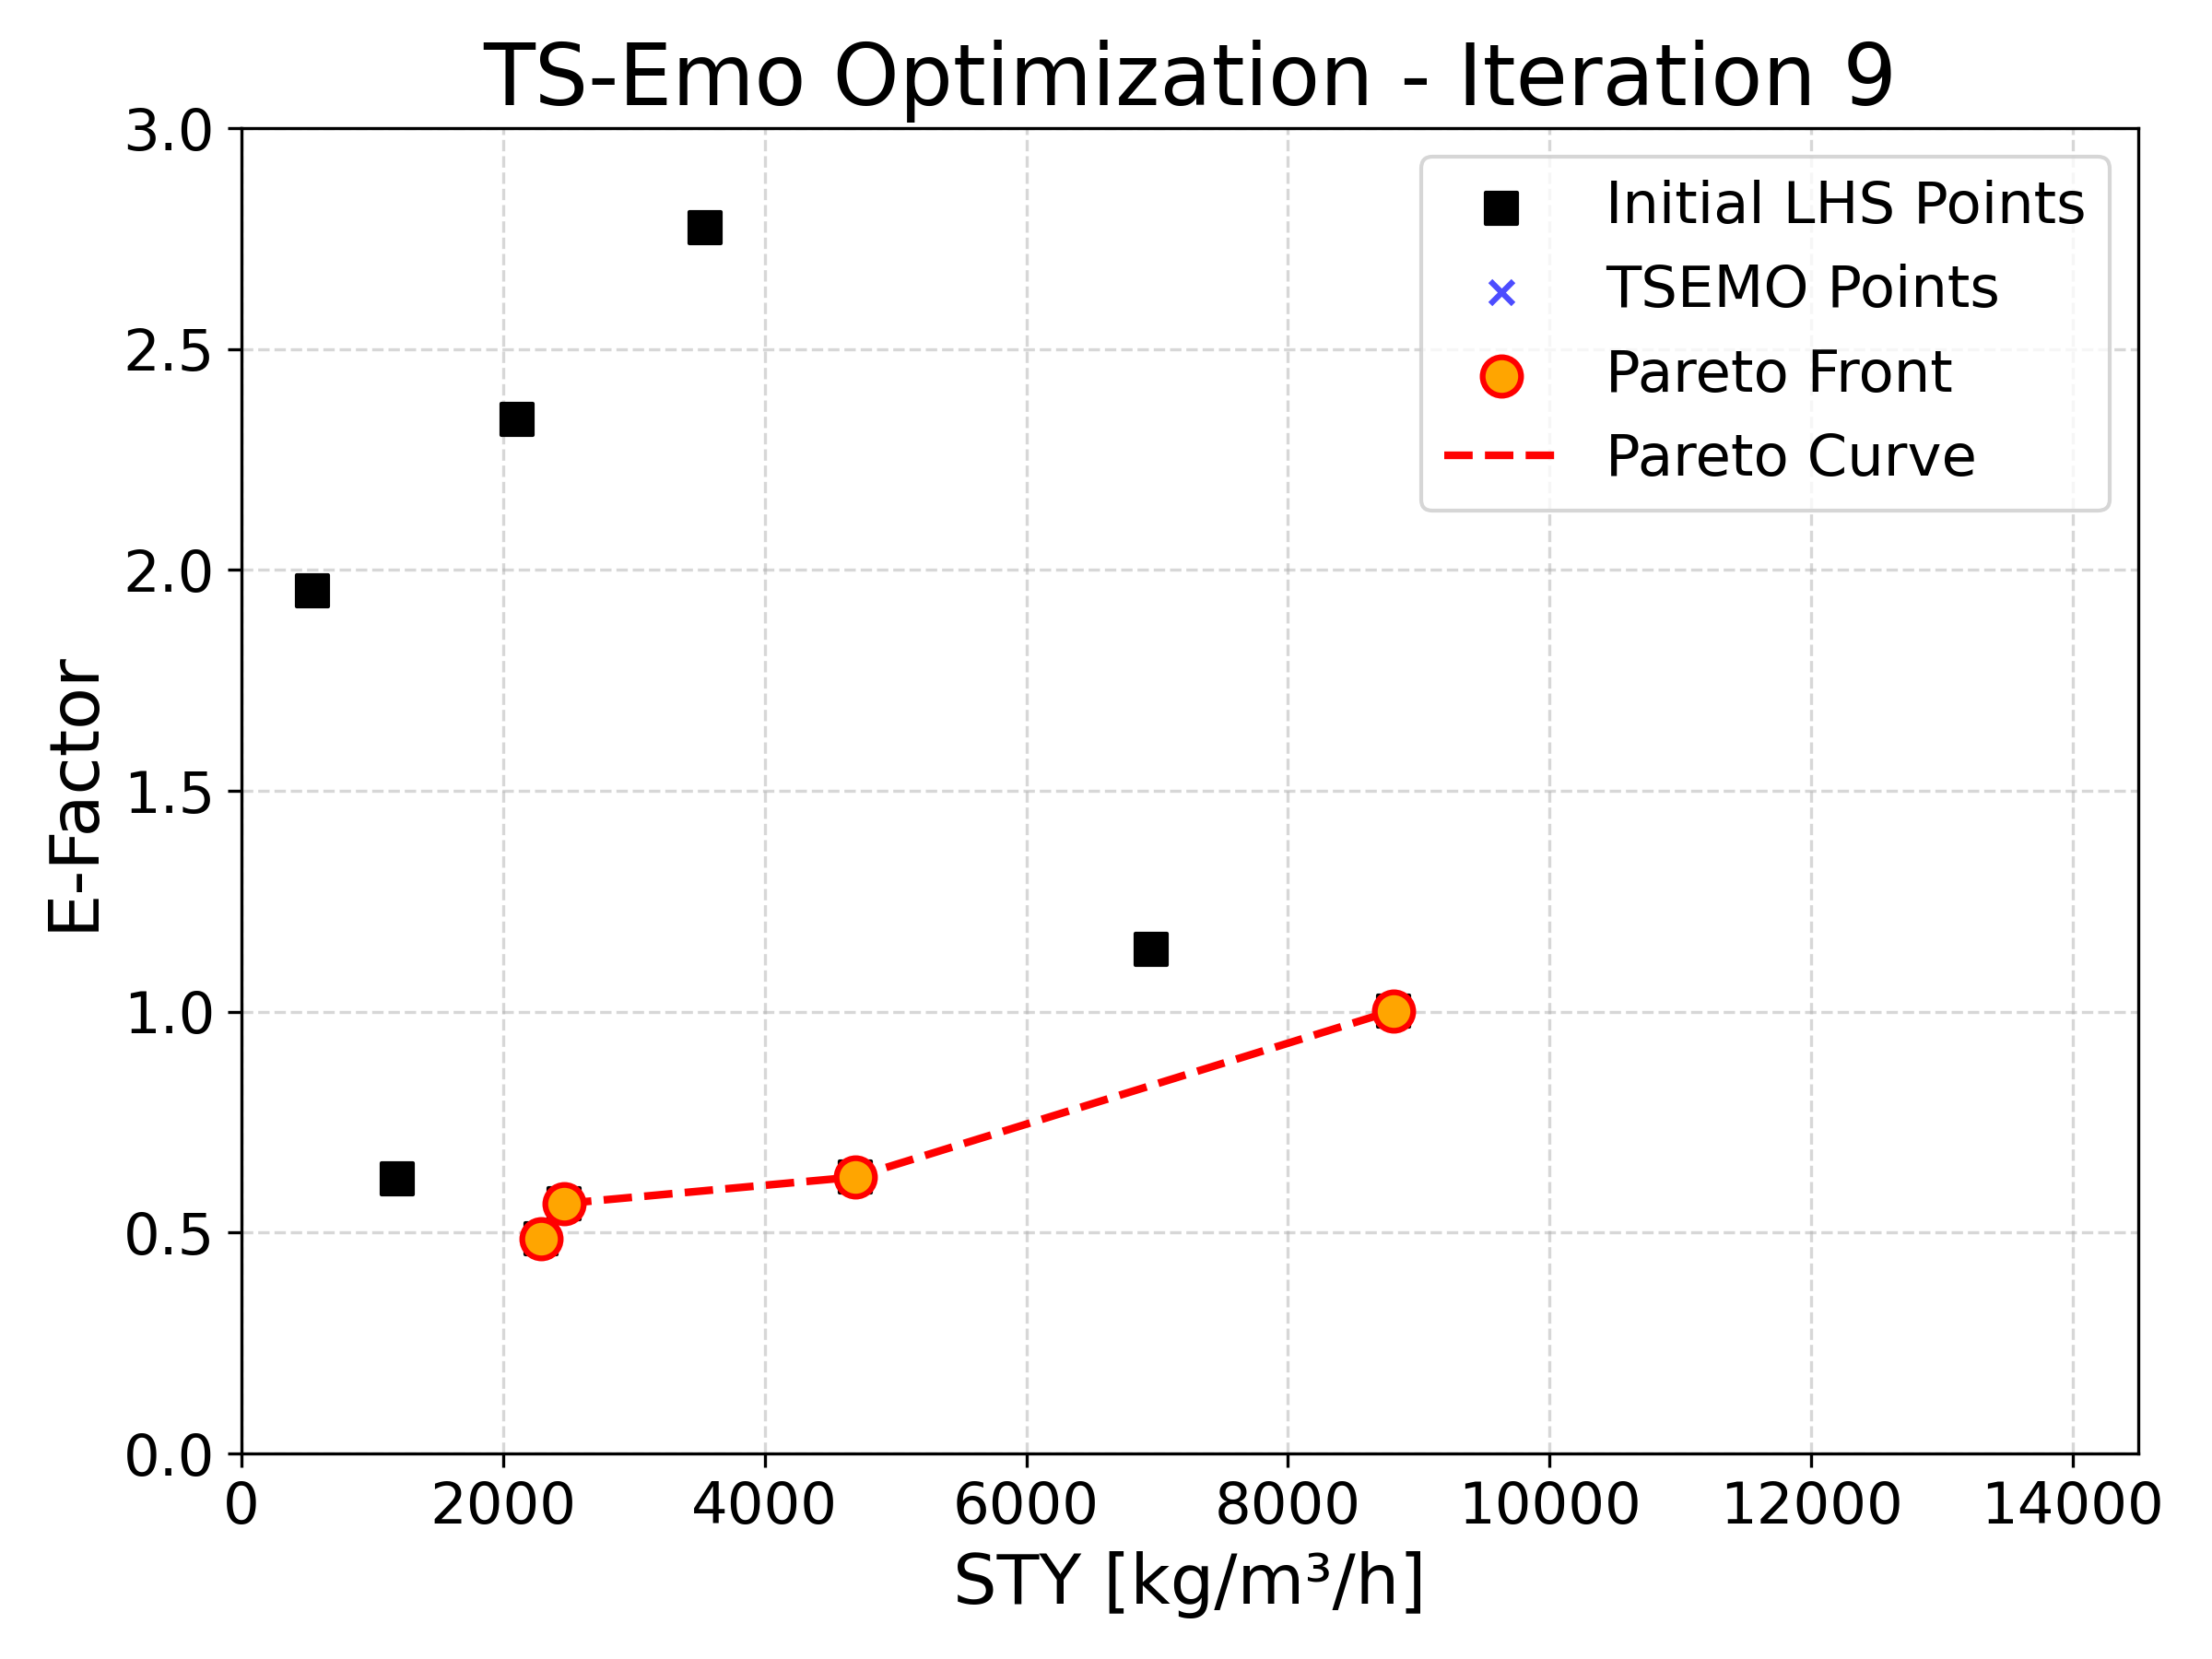 TS-Emo Optimization - Iteration 9
3.0
2.5
2.0
1.5
1.0
0.5
0.0
E-Factor
Initial LHS Points
TSEMO Points
Pareto Front
Pareto Curve
0 2000 4000 6000 8000 10000 12000 14000
STY [kg/m³/h]